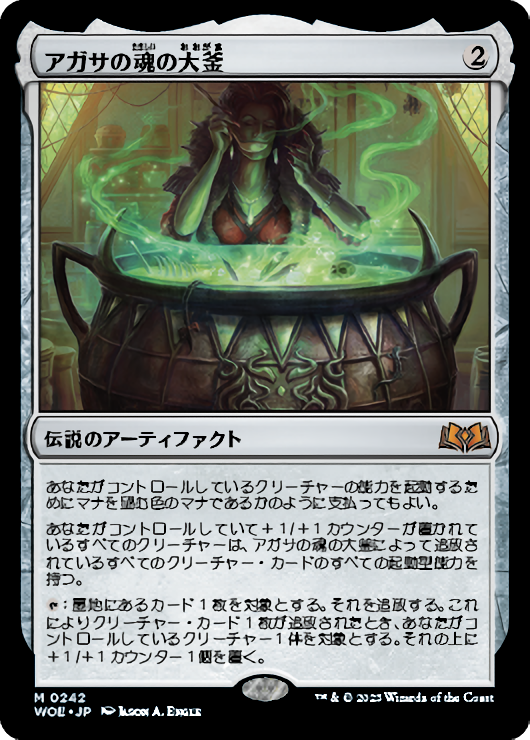 アガサの魂の大釜 2
伝説のアーティファクト
あなたがコントロールしているクリーチャーの能力を起動するた
めにマナを望む色のマナであるかのように支払ってもよい。
あなたがコントロールしていて+1/+1カウンターが置かれて
いるすべてのクリーチャーは、アガサの魂の大釜によって追放さ
れているすべてのクリーチャー・カードのすべての起動型能力を
持つ。
:墓地にあるカード1枚を対象とする。それを追放する。これ
によりクリーチャー・カード1枚が追放されたとき、あなたがコ
ントロールしているクリーチャー1体を対象とする。それの上に
+1/+1カウンター1個を置く。
M 0242
™ & © 2023 Wizards of the Coast
WOE • JP Jason A. Engle